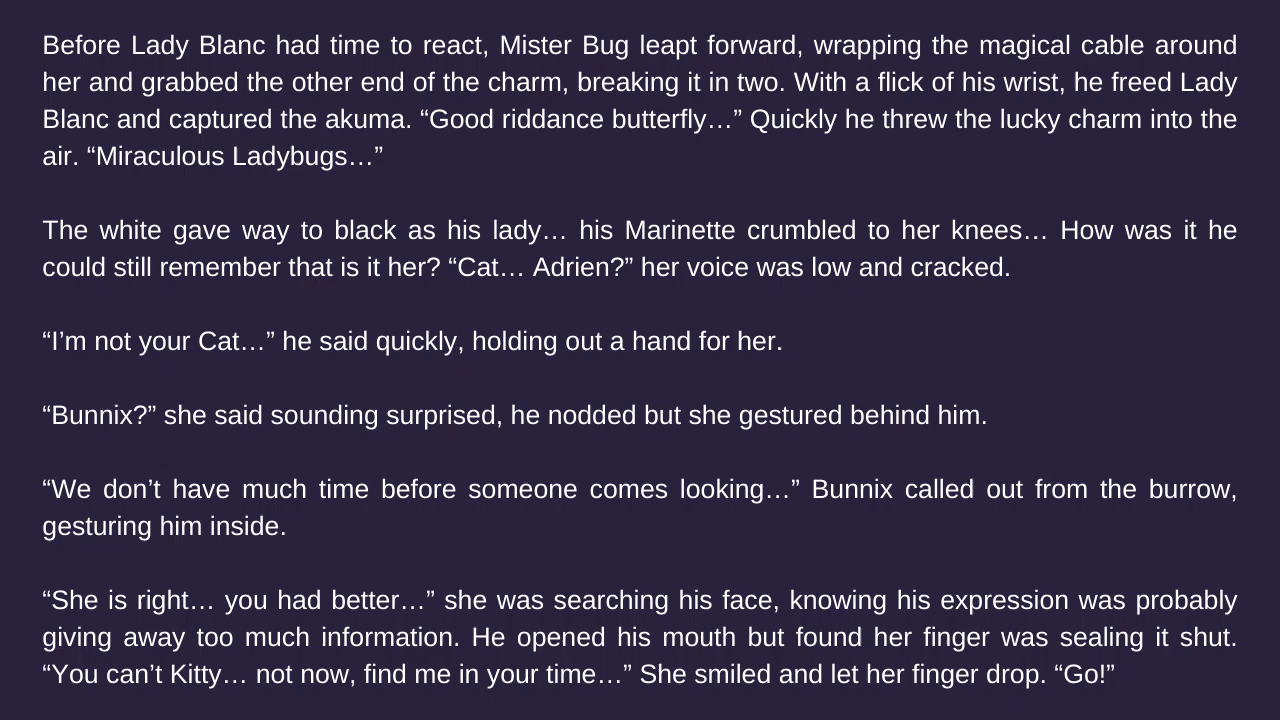 Before Lady Blanc had time to react, Mister Bug leapt forward, wrapping the magical cable around
her and grabbed the other end of the charm, breaking it in two. With a flick of his wrist, he freed Lady
Blanc and captured the akuma. “Good riddance butterfly…” Quickly he threw the lucky charm into the
air. “Miraculous Ladybugs…”
The white gave way to black as his lady… his Marinette crumbled to her knees… How was it he
could still remember that is it her? “Cat… Adrien?” her voice was low and cracked.
“I’m not your Cat…” he said quickly, holding out a hand for her.
“Bunnix?” she said sounding surprised, he nodded but she gestured behind him.
“We don’t have much time before someone comes looking…” Bunnix called out from the burrow,
gesturing him inside.
“She is right… you had better…” she was searching his face, knowing his expression was probably
giving away too much information. He opened his mouth but found her finger was sealing it shut.
“You can’t Kitty… not now, find me in your time…” She smiled and let her finger drop. “Go!”